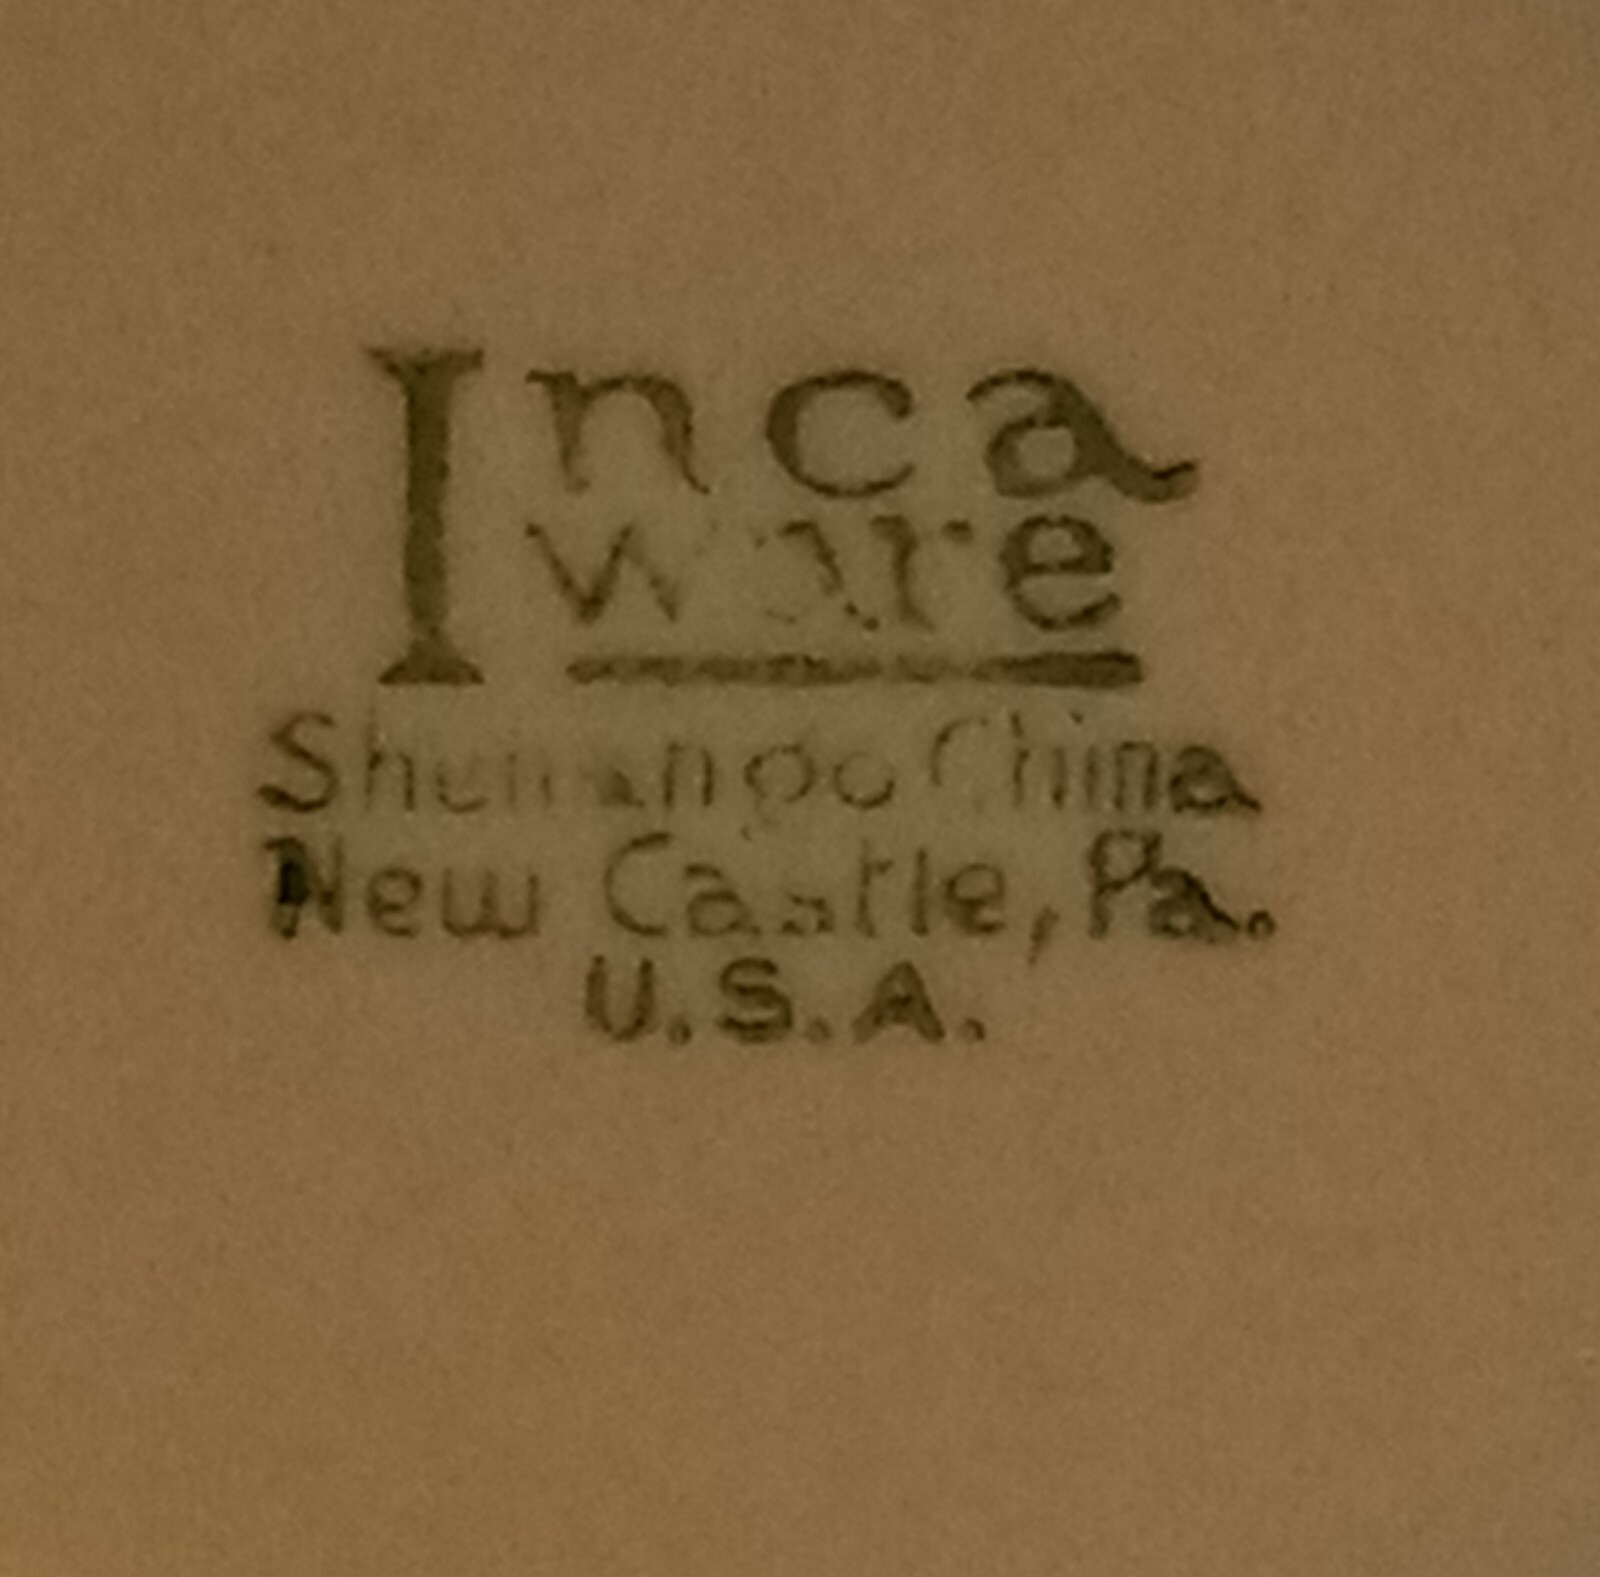 Inca
ware
Shenango China
New Castle, Pa.
U.S.A.